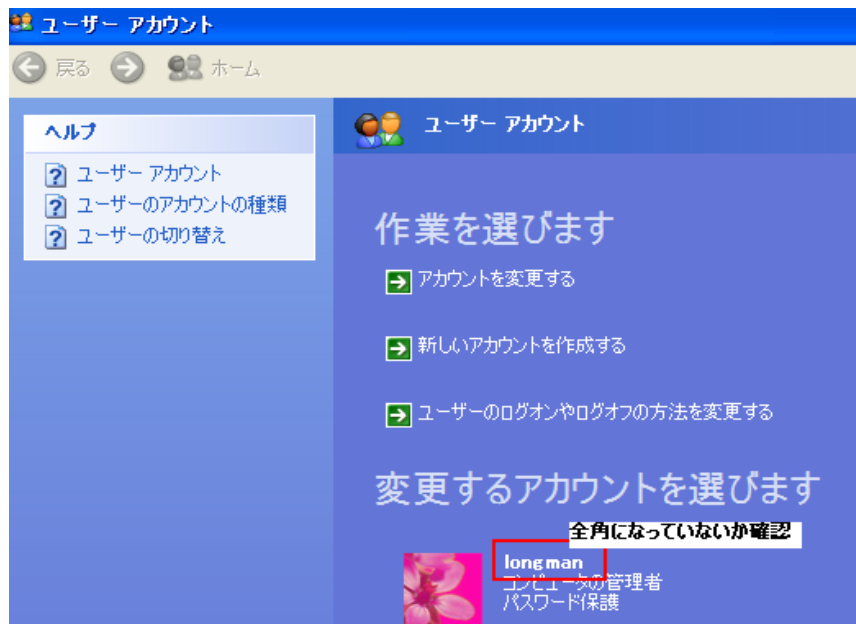 ユーザー アカウント
戻る ホーム
ヘルプ
ユーザー アカウント
ユーザーのアカウントの種類
ユーザーの切り替え
ユーザー アカウント
作業を選びます
アカウントを変更する
新しいアカウントを作成する
ユーザーのログオンやログオフの方法を変更する
変更するアカウントを選びます
全角になっていないか確認
longman
コンピュータの管理者
パスワード保護